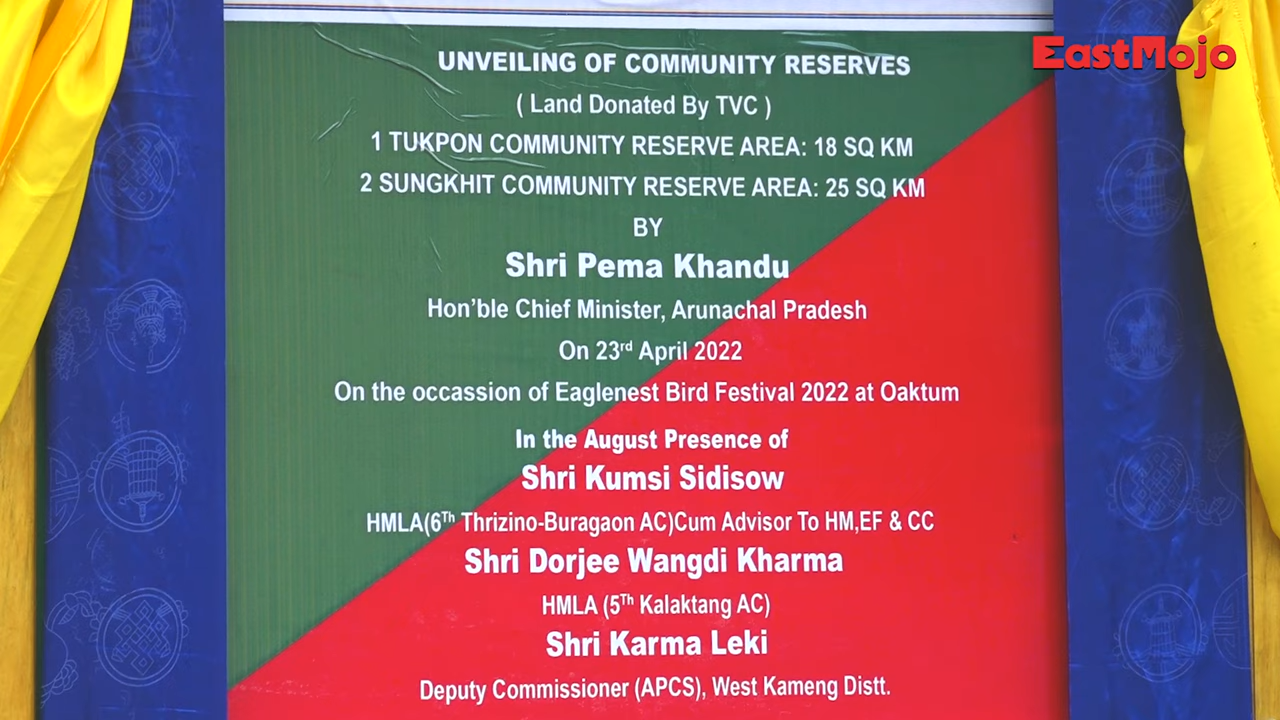 EastMojo
UNVEILING OF COMMUNITY RESERVES
( Land Donated By TVC )
1 TUKPON COMMUNITY RESERVE AREA: 18 SQ KM
2 SUNGKHIT COMMUNITY RESERVE AREA: 25 SQ KM
BY
Shri Pema Khandu
Hon'ble Chief Minister, Arunachal Pradesh
On 23rd April 2022
On the occassion of Eaglenest Bird Festival 2022 at Oaktum
In the August Presence of
Shri Kumsi Sidisow
HMLA(6Th Thrizino-Buragaon AC)Cum Advisor To HM,EF & CC
Shri Dorjee Wangdi Kharma
HMLA (5Th Kalaktang AC)
Shri Karma Leki
Deputy Commissioner (APCS), West Kameng Distt.